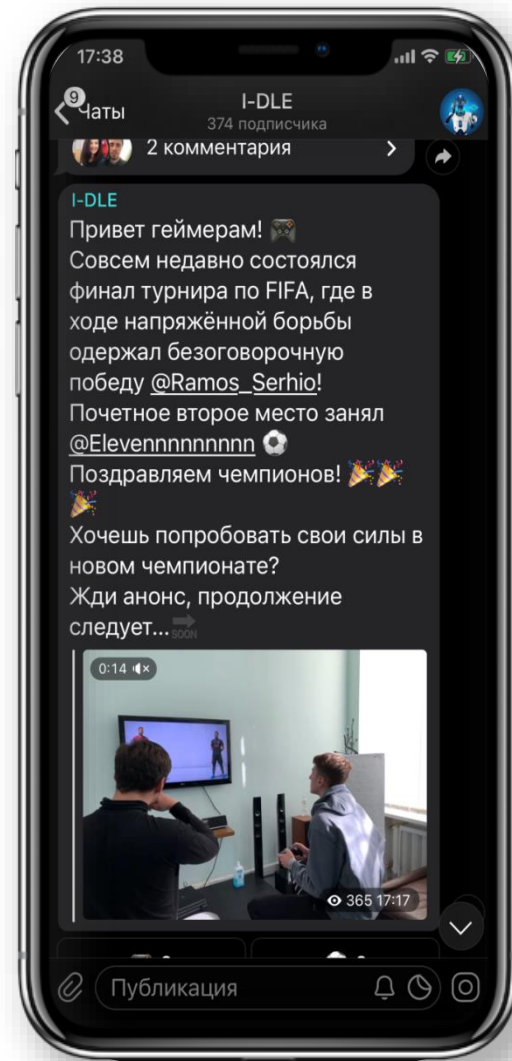 17:38
9
Чаты
I-DLE
374 подписчика
2 комментария
I-DLE
Привет геймерам! 🎮
Совсем недавно состоялся
финал турнира по FIFA, где в
ходе напряжённой борьбы
одержал безоговорочную
победу @Ramos_Serhio!
Почетное второе место занял
@Elevennnnnnnnn ⚽
Поздравляем чемпионов! 🎉🎉
🎉
Хочешь попробовать свои силы в
новом чемпионате?
Жди анонс, продолжение
следует...🔜
0:14
365 17:17
Публикация